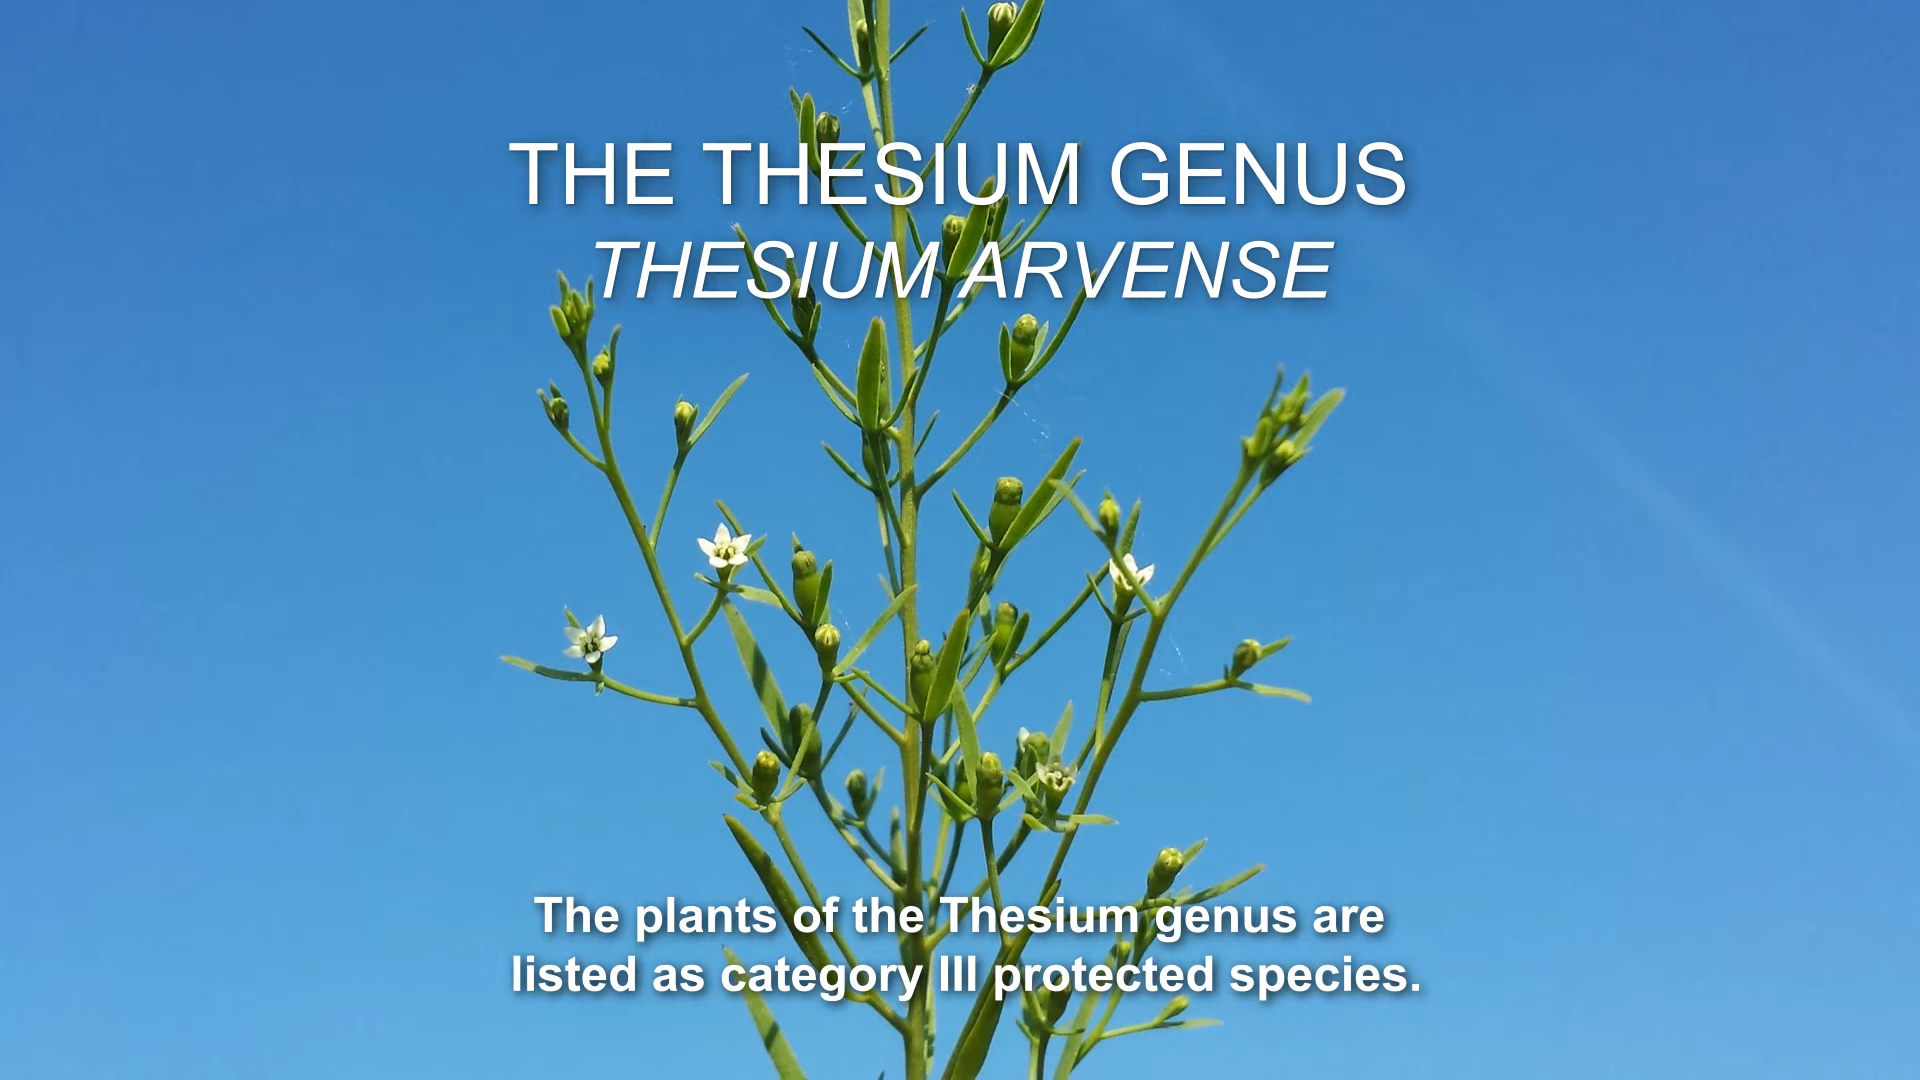 THE THESIUM GENUS
THESIUM ARVENSE
The plants of the Thesium genus are
listed as category III protected species.